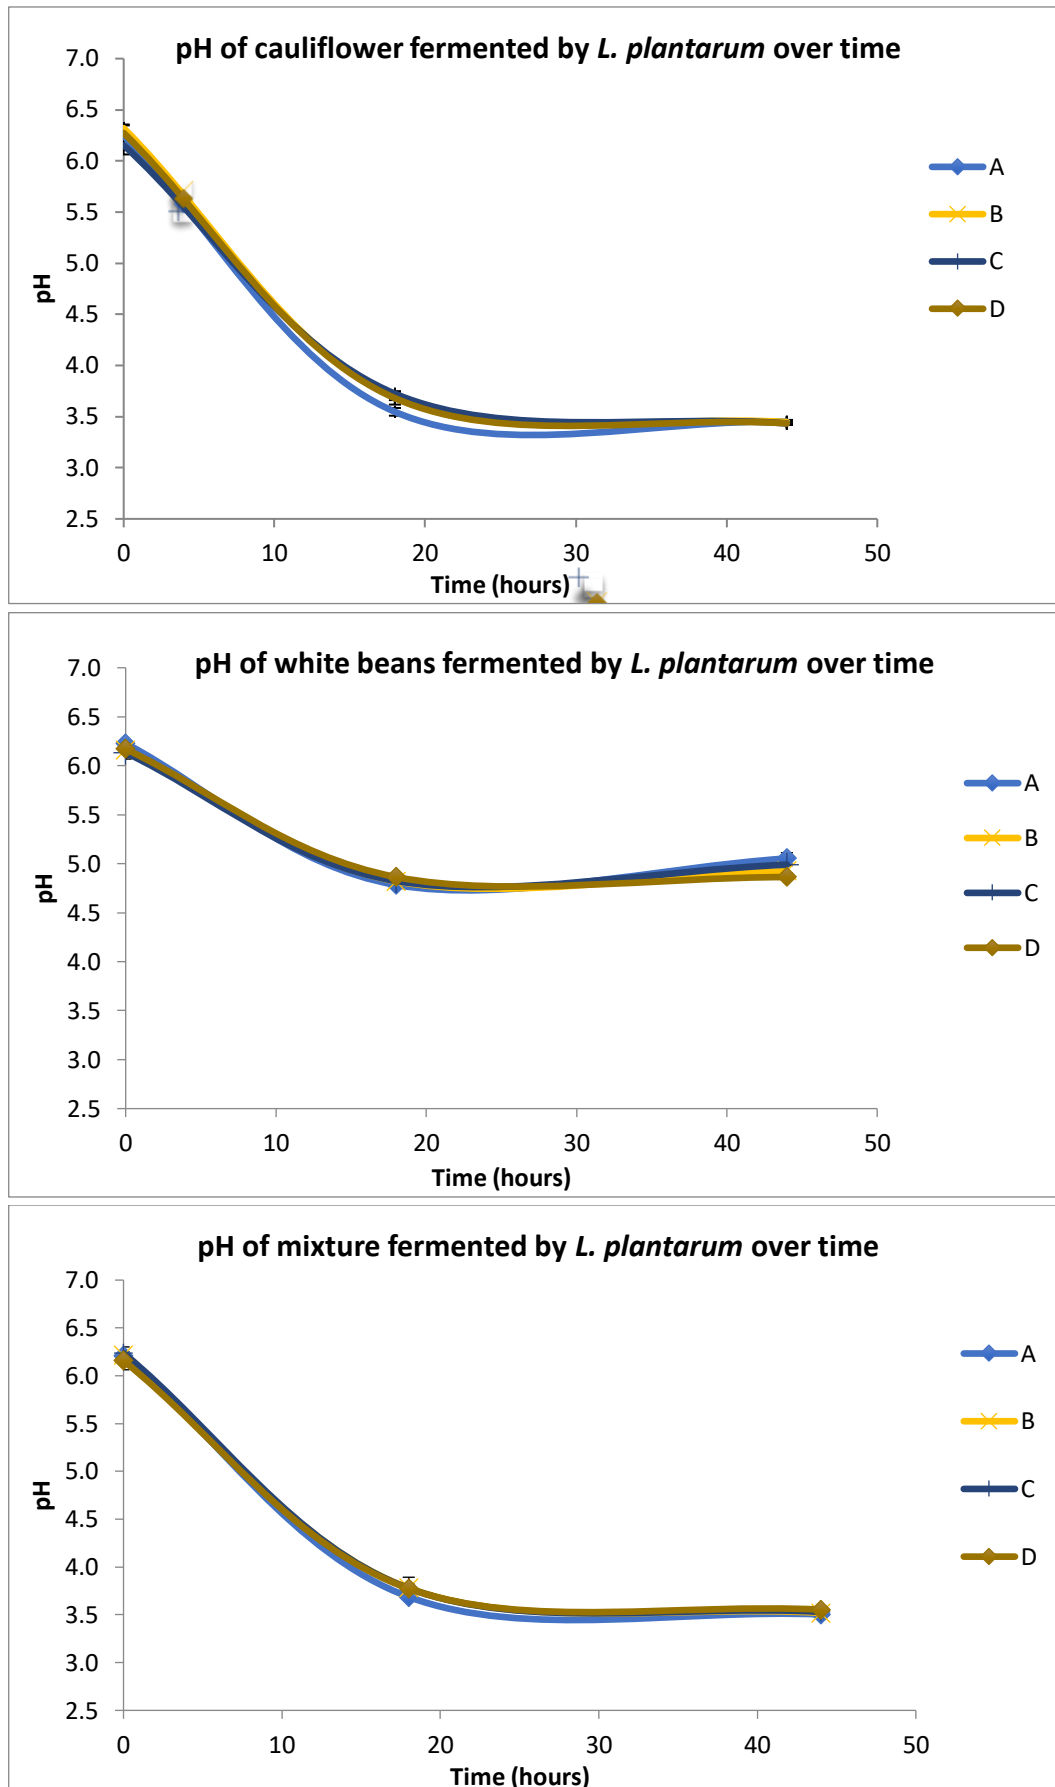 pH of cauliflower fermented by L. plantarum over time
7.0
6.5
6.0
5.5
5.0
4.5
4.0
3.5
3.0
2.5
pH
0 10 20 30 40 50
Time (hours)
A
B
C
D
pH of white beans fermented by L. plantarum over time
7.0
6.5
6.0
5.5
5.0
4.5
4.0
3.5
3.0
2.5
pH
0 10 20 30 40 50
Time (hours)
A
B
C
D
pH of mixture fermented by L. plantarum over time
7.0
6.5
6.0
5.5
5.0
4.5
4.0
3.5
3.0
2.5
pH
0 10 20 30 40 50
Time (hours)
A
B
C
D